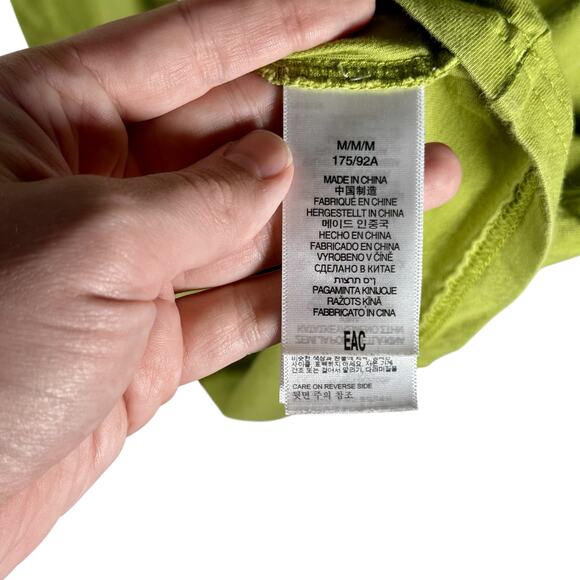 M/M/M
175/92A
MADE IN CHINA
中国制造
FABRIQUÉ EN CHINE
HERGESTELLT IN CHINA
메이드 인 중국
HECHO EN CHINA
FABRICADO EN CHINA
VYROBENO V ČÍNĚ
СДЕЛАНО В КИТАЕ
PAGAMINTA KINIJOJE
RAŽOTS ĶĪNĀ
FABBRICATO IN CINA
EAC
CARE ON REVERSE SIDE
뒷면 주의 참조